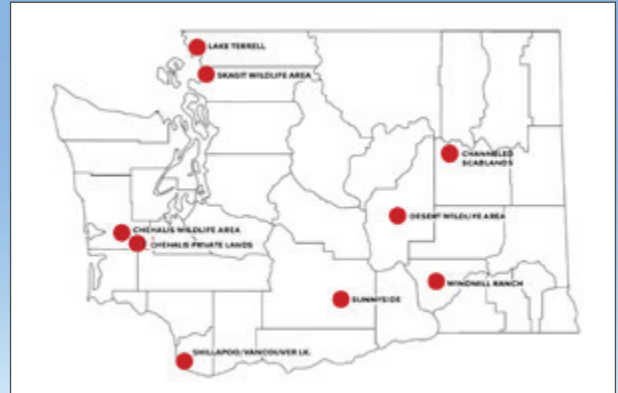 LAKE TERRELL
SKAGIT WILDLIFE AREA
CHANNELED
SCABLANDS
DESERT WILDLIFE AREA
CHEHALIS WILDLIFE AREA
CHEHALIS PRIVATE LANDS
WINDMILL RANCH
SUNNYSIDE
SHILLAPOO/VANCOUVER LK.